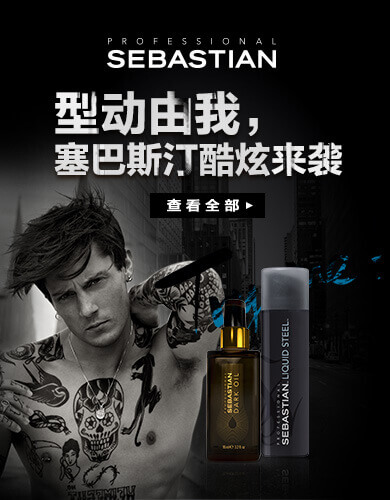 PROFESSIONAL
SEBASTIAN
型动由我，
塞巴斯汀酷炫来袭
查看全部
SEBASTIAN
DARK OIL
PROFESSIONAL
SEBASTIAN. LIQUID STEEL.